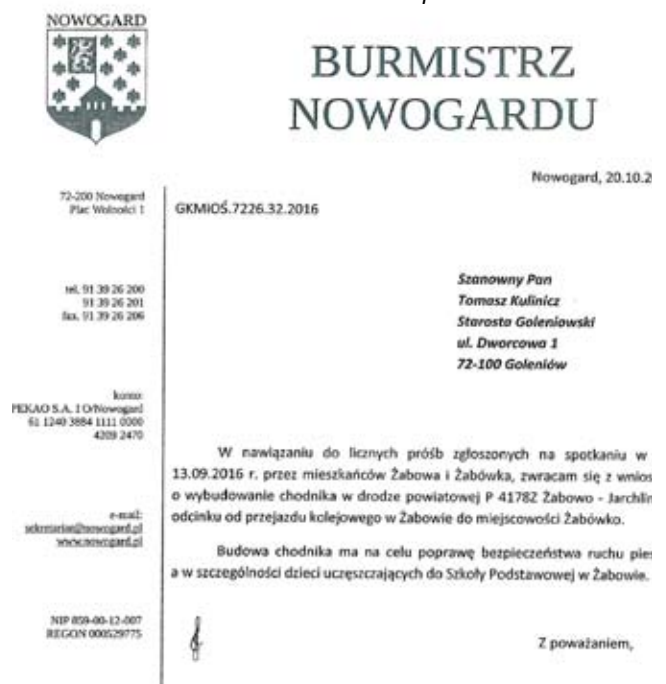 NOWOGARD
BURMISTRZ
NOWOGARDU
Nowogard, 20.10.2
72-200 Nowogard
Plac Wolności 1
GKMiOŚ.7226.32.2016
tel. 91 39 26 200
91 39 26 201
fax. 91 39 26 206
Szanowny Pan
Tomasz Kulinicz
Starosta Goleniowski
ul. Dworcowa 1
72-100 Goleniów
konto:
PEKAO S.A. I O/Nowogard
61 1240 3884 1111 0000
4209 2470
W nawiązaniu do licznych próśb zgłoszonych na spotkaniu w
13.09.2016 r. przez mieszkańców Żabowa i Żabówka, zwracam się z wnios
o wybudowanie chodnika w drodze powiatowej P 4178Z Żabowo - Jarchlin
odcinku od przejazdu kolejowego w Żabowie do miejscowości Żabówko.
e-mail:
sekretariat@nowogard.pl
www.nowogard.pl
Budowa chodnika ma na celu poprawę bezpieczeństwa ruchu pies
a w szczególności dzieci uczęszczających do Szkoły Podstawowej w Żabowie.
NIP 859-00-12-007
REGON 000529775
Z poważaniem,